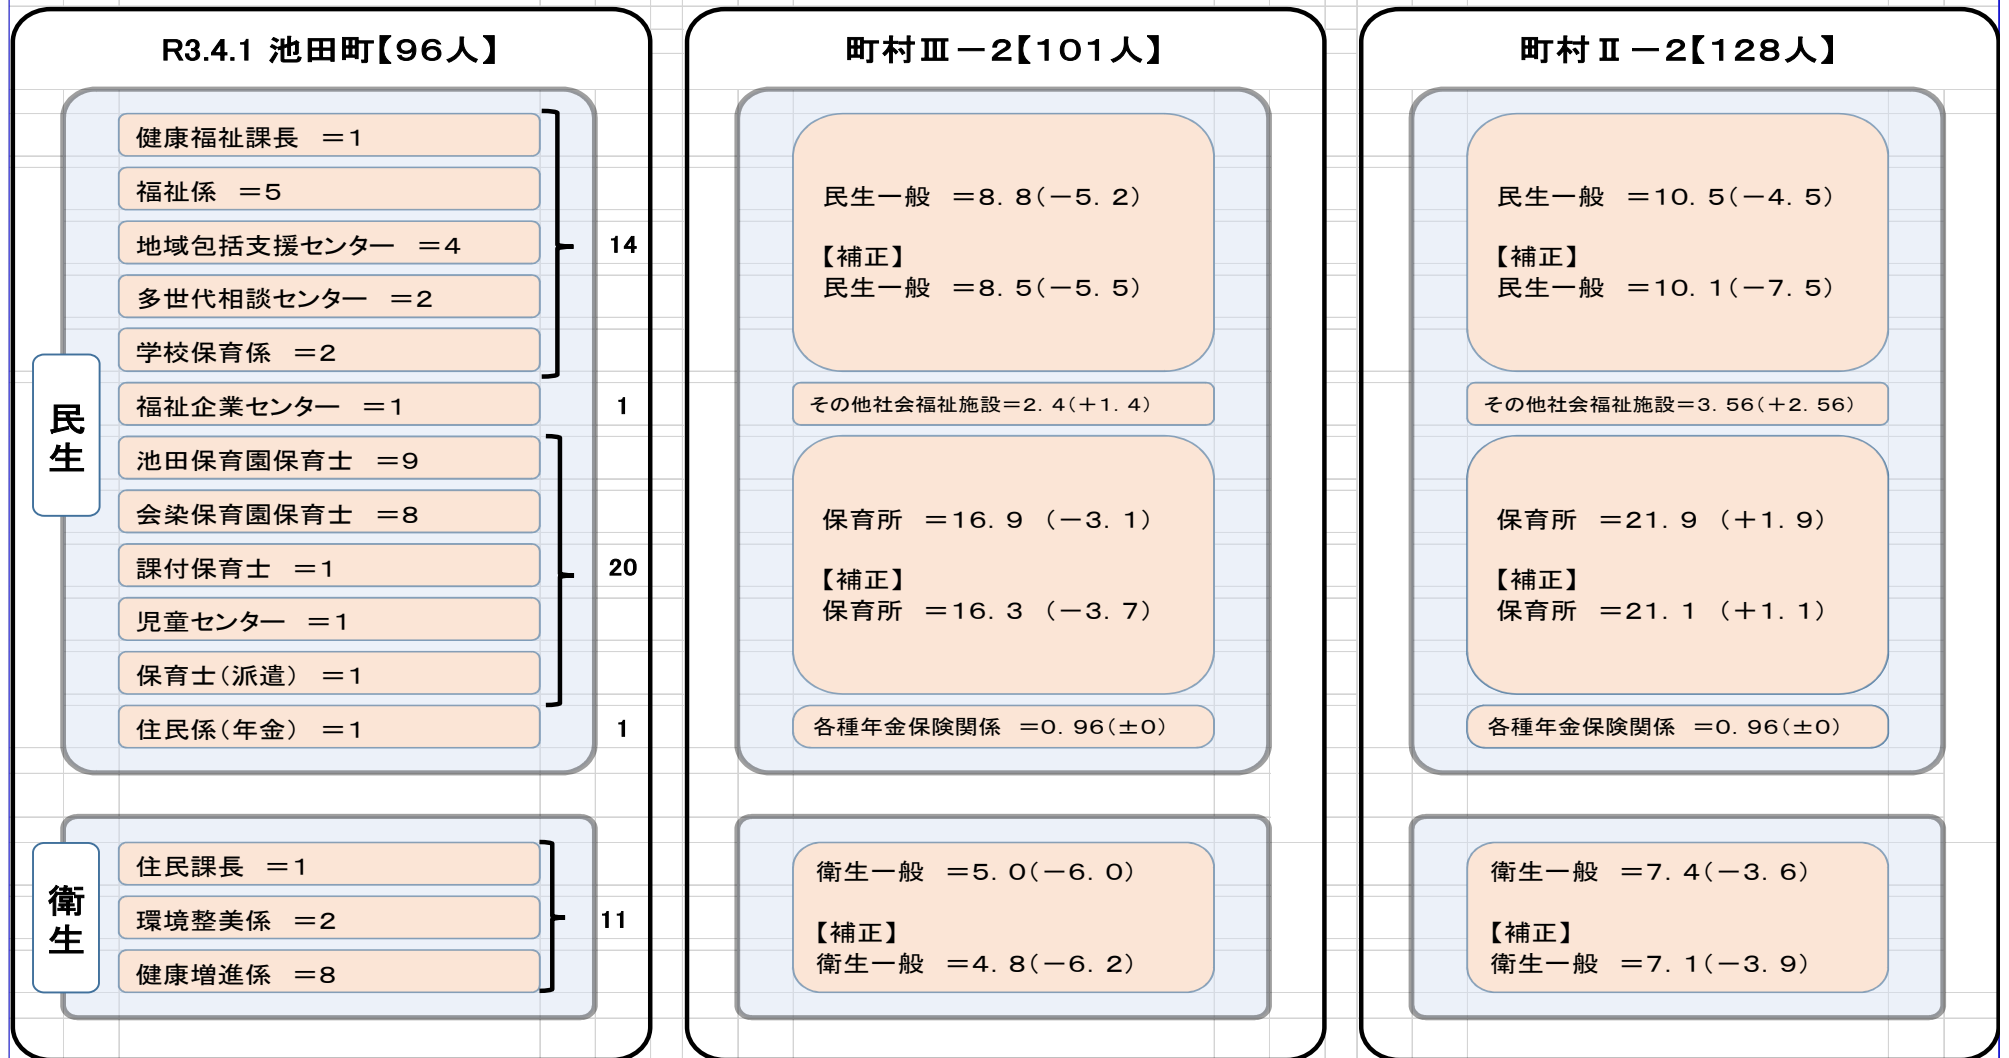 R3.4.1 池田町【96人】
民生
健康福祉課長　＝1
福祉係　＝5
地域包括支援センター　＝4
多世代相談センター　＝2
学校保育係　＝2
14
福祉企業センター　＝1
1
池田保育園保育士　＝9
会染保育園保育士　＝8
課付保育士　＝1
児童センター　＝1
保育士（派遣）　＝1
20
住民係（年金）　＝1
1
衛生
住民課長　＝1
環境整美係　＝2
健康増進係　＝8
11
町村Ⅲ－2【101人】
民生一般　＝8．8（－5．2）
【補正】
民生一般　＝8．5（－5．5）
その他社会福祉施設＝2．4（＋1．4）
保育所　＝16．9　（－3．1）
【補正】
保育所　＝16．3　（－3．7）
各種年金保険関係　＝0．96（±0）
衛生一般　＝5．0（－6．0）
【補正】
衛生一般　＝4．8（－6．2）
町村Ⅱ－2【128人】
民生一般　＝10．5（－4．5）
【補正】
民生一般　＝10．1（－7．5）
その他社会福祉施設＝3．56（＋2．56）
保育所　＝21．9　（＋1．9）
【補正】
保育所　＝21．1　（＋1．1）
各種年金保険関係　＝0．96（±0）
衛生一般　＝7．4（－3．6）
【補正】
衛生一般　＝7．1（－3．9）